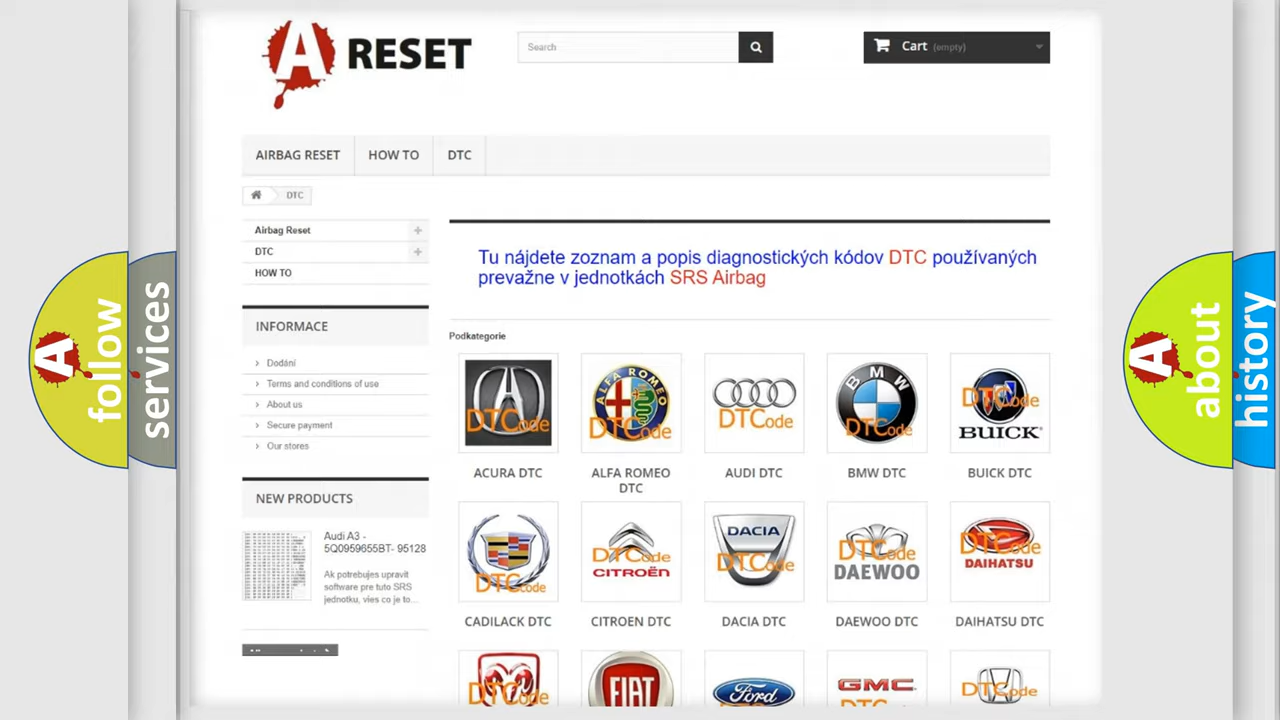 A RESET
Search
Cart (empty)
AIRBAG RESET
HOW TO
DTC
DTC
Airbag Reset
DTC
HOW TO
INFORMACE
Dodání
Terms and conditions of use
About us
Secure payment
Our stores
NEW PRODUCTS
Audi A3 -
5Q0959655BT- 95128
Ak potrebujes upravit
software pre tuto SRS
jednotku, vies co je to...
Tu nájdete zoznam a popis diagnostických kódov DTC používaných
prevažne v jednotkách SRS Airbag
Podkategorie
DTCode
ALFA ROMEO
DTCode
DTCode
BMW
DTCode
DTCode
BUICK
ACURA DTC
ALFA ROMEO
DTC
AUDI DTC
BMW DTC
BUICK DTC
DTCode
DTCode
CITROËN
DACIA
DTCode
DTCode
DAEWOO
DTCode
DAIHATSU
CADILACK DTC
CITROEN DTC
DACIA DTC
DAEWOO DTC
DAIHATSU DTC
DTCode
FIAT
Ford
GMC
DTCode
A follow
services
A about
history